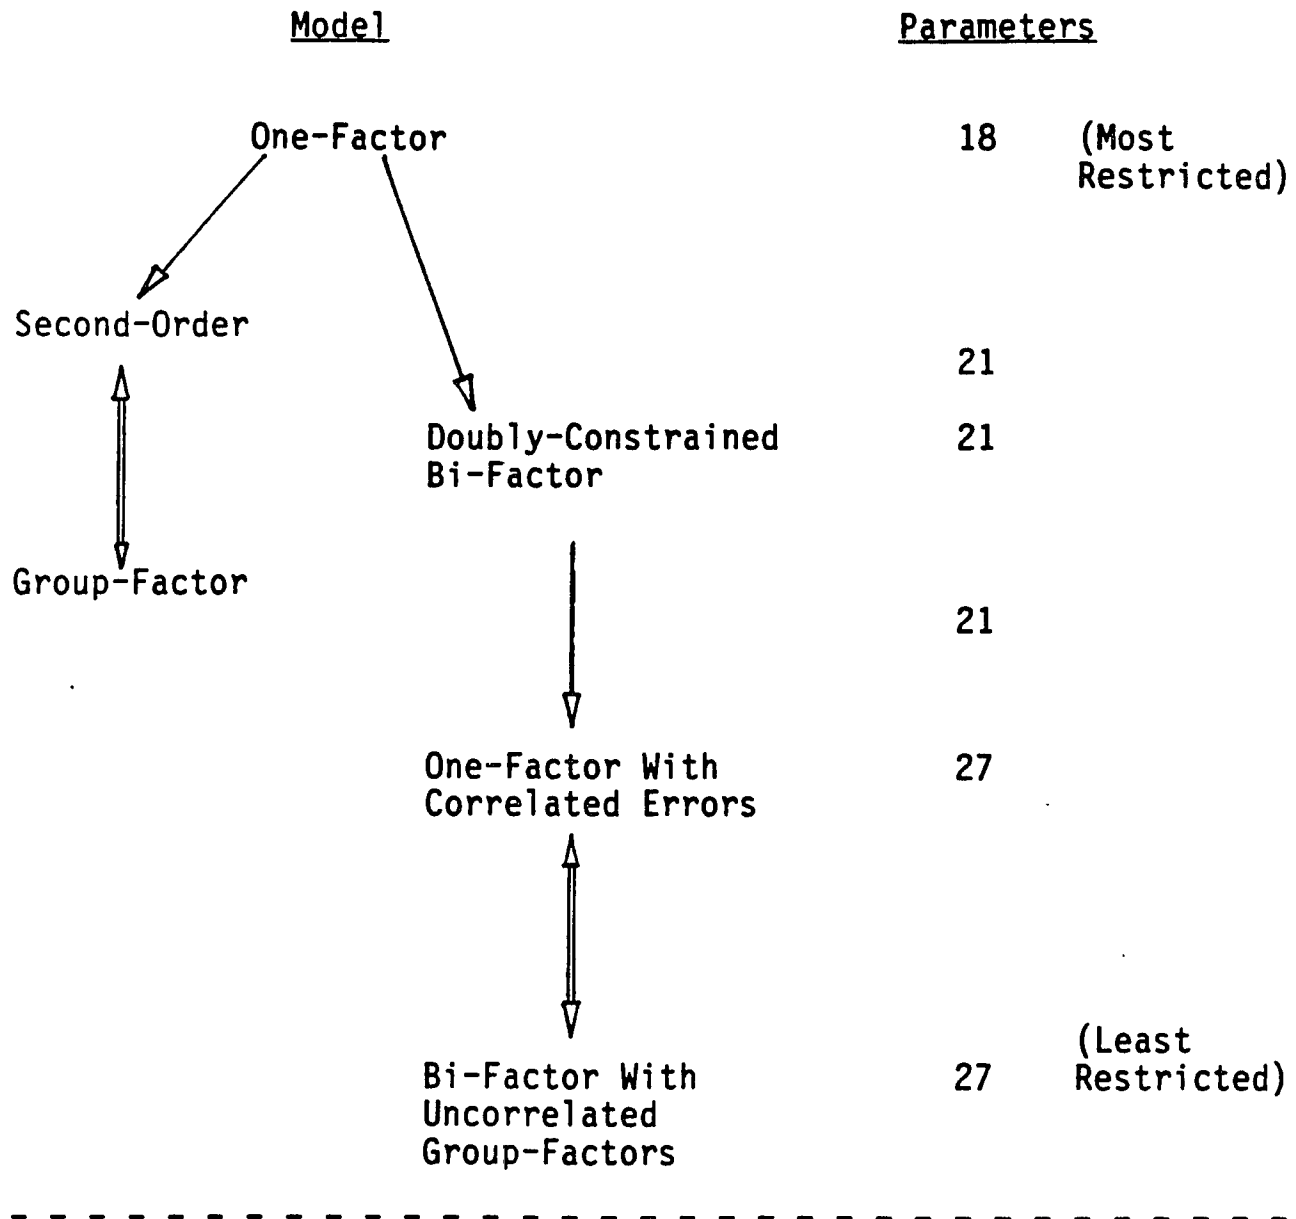 Model Parameters
One-Factor 18 (Most
Restricted)
Second-Order
21
Doubly-Constrained 21
Bi-Factor
Group-Factor
21
One-Factor With 27
Correlated Errors
(Least
Bi-Factor With 27 Restricted)
Uncorrelated
Group-Factors